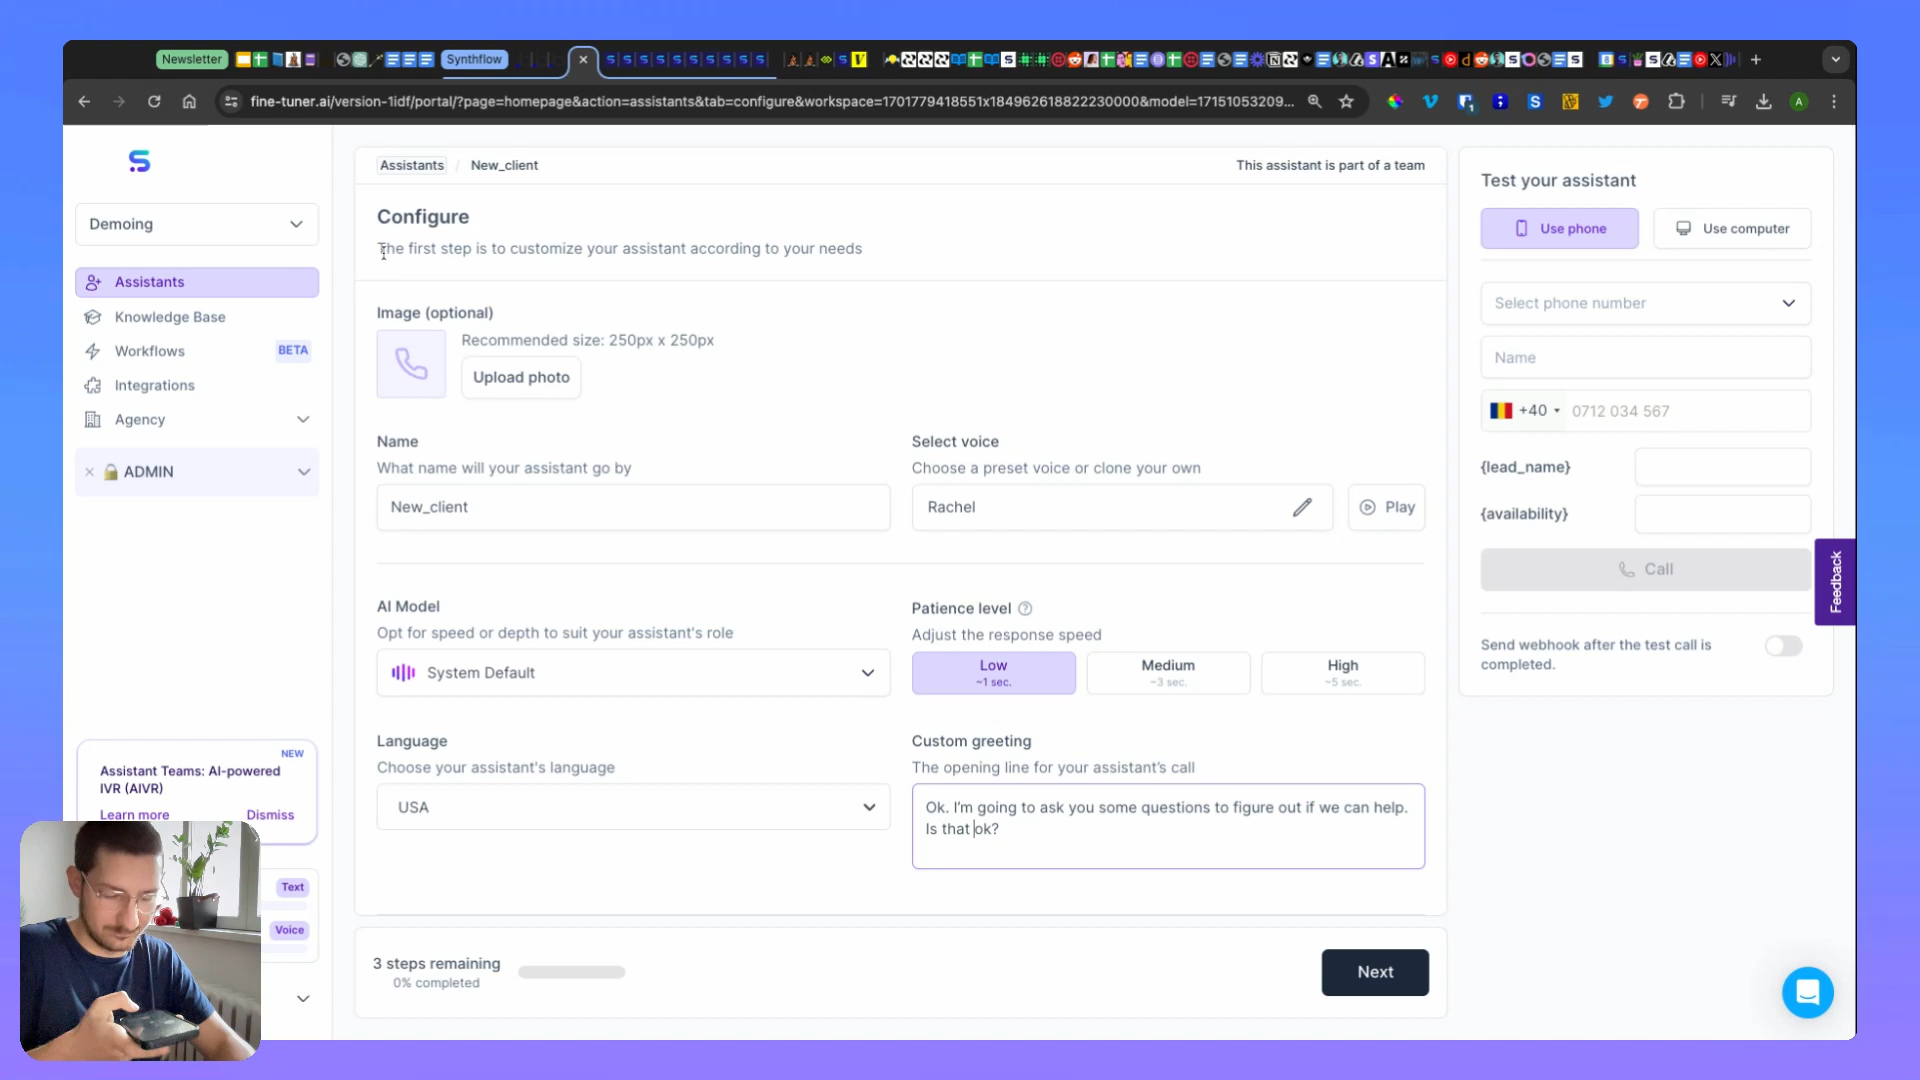 Newsletter
Synthflow
fine-tuner.ai/version-1idf/portal/?page=homepage&action=assistants&tab=configure&workspace=1701779418551x184962618822230000&model=17151053209...
Demoing
Assistants
Knowledge Base
Workflows
BETA
Integrations
Agency
ADMIN
NEW
Assistant Teams: AI-powered
IVR (AIVR)
Learn more
Dismiss
Text
Voice
Assistants / New_client
This assistant is part of a team
Configure
The first step is to customize your assistant according to your needs
Image (optional)
Recommended size: 250px x 250px
Upload photo
Name
What name will your assistant go by
New_client
Select voice
Choose a preset voice or clone your own
Rachel
Play
AI Model
Opt for speed or depth to suit your assistant's role
System Default
Patience level
Adjust the response speed
Low
~1 sec.
Medium
~3 sec.
High
~5 sec.
Language
Choose your assistant's language
USA
Custom greeting
The opening line for your assistant's call
Ok. I'm going to ask you some questions to figure out if we can help.
Is that ok?
3 steps remaining
0% completed
Next
Test your assistant
Use phone
Use computer
Select phone number
Name
+40
0712 034 567
{lead_name}
{availability}
Call
Send webhook after the test call is
completed.
Feedback